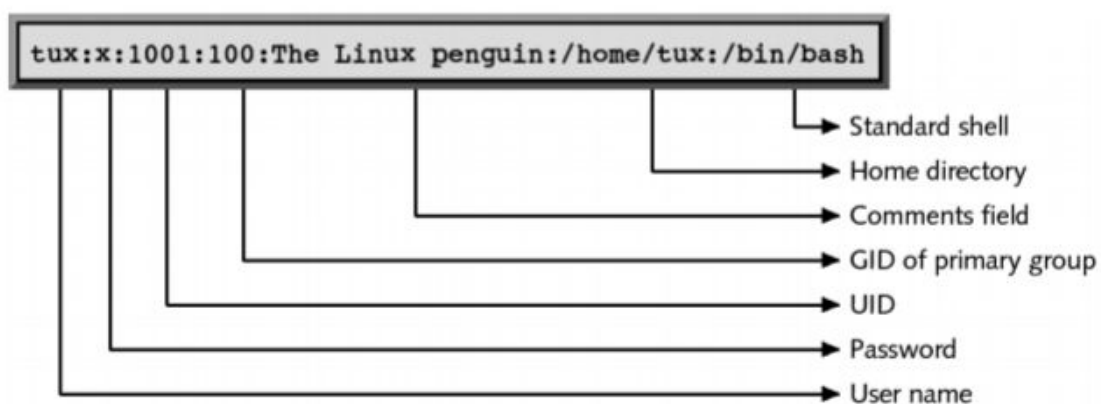 tux:x:1001:100:The Linux penguin:/home/tux:/bin/bash
Standard shell
Home directory
Comments field
GID of primary group
UID
Password
User name